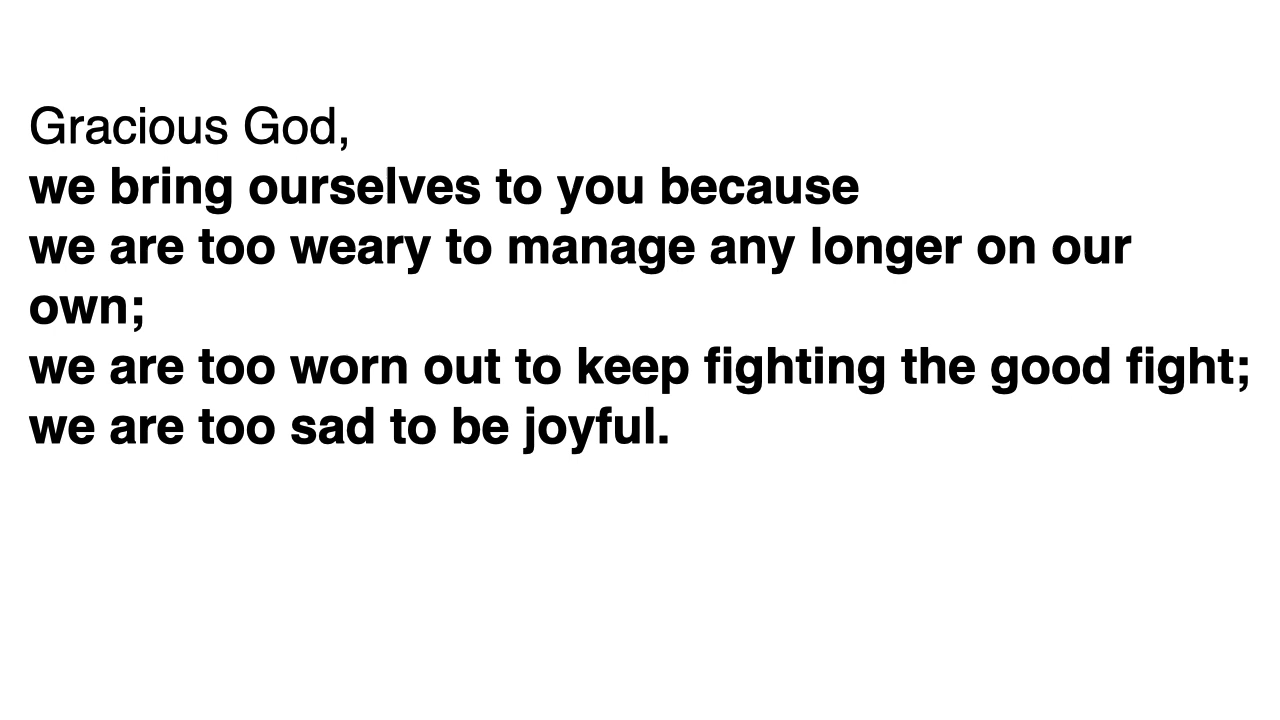 Gracious God,
we bring ourselves to you because
we are too weary to manage any longer on our
own;
we are too worn out to keep fighting the good fight;
we are too sad to be joyful.